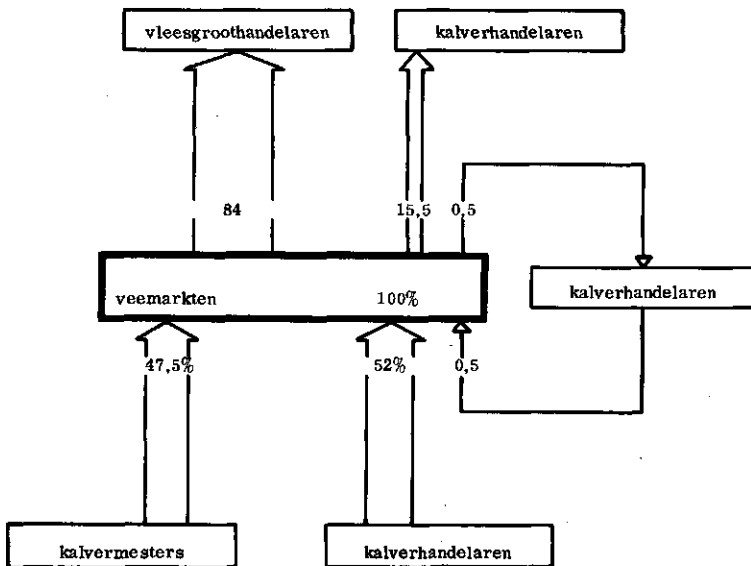 vleesgroothandelaren kalverhandelaren
84 15,5 0,5
veemarkten 100% kalverhandelaren
47,5% 52% 0,5
kalvermesters kalverhandelaren